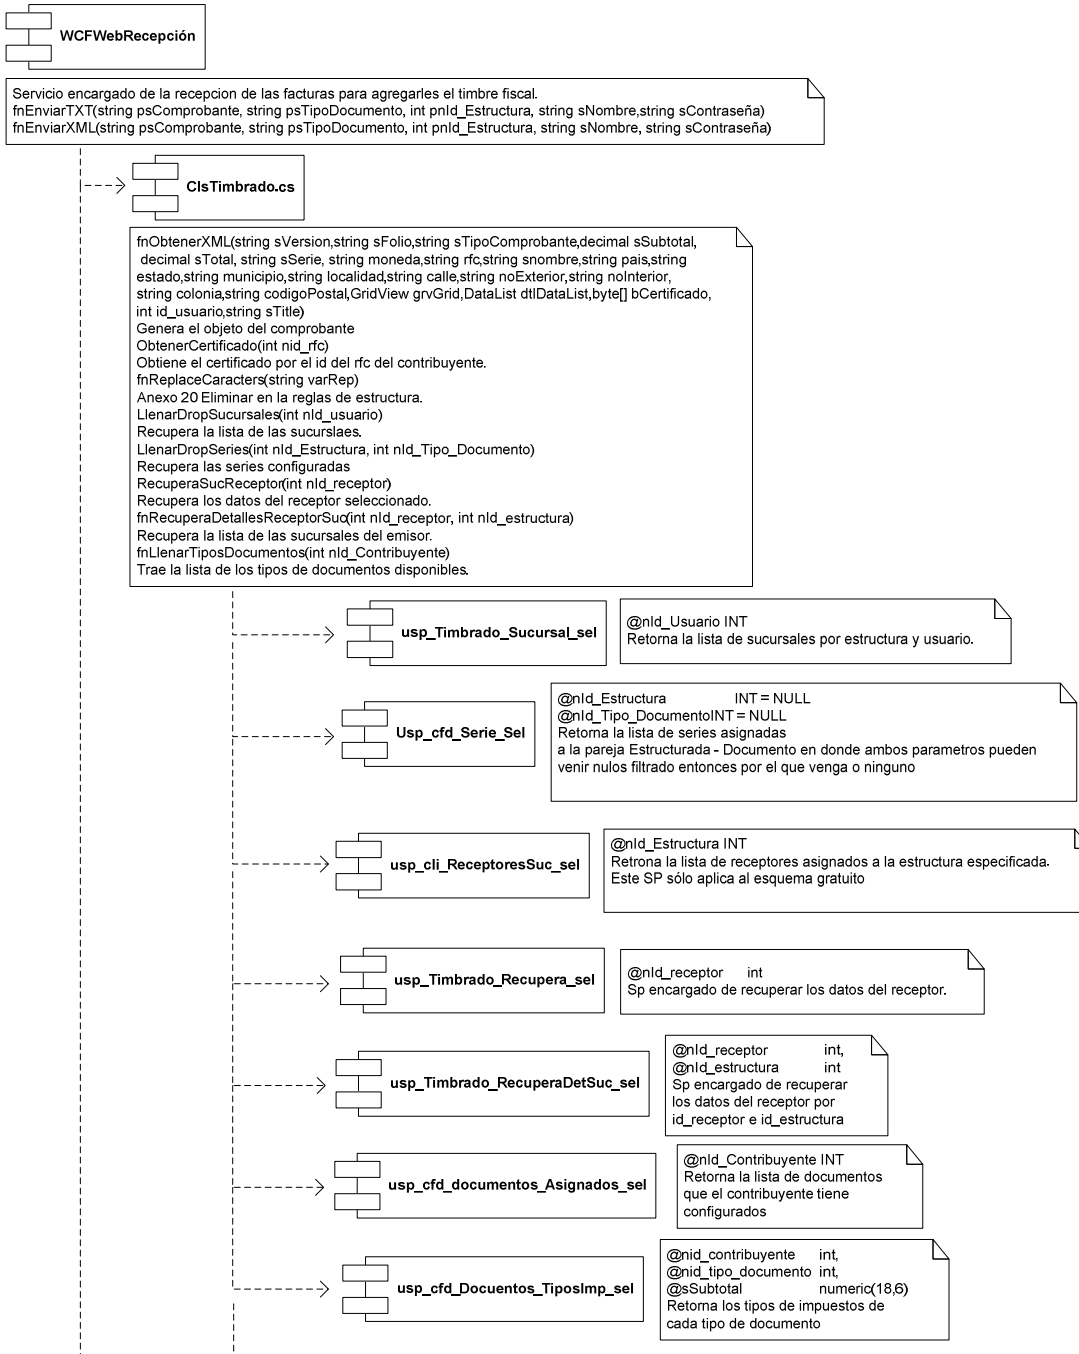 WCFWebRecepción
Servicio encargado de la recepcion de las facturas para agregarles el timbre fiscal.
fnEnviarTXT(string psComprobante, string psTipoDocumento, int pnId_Estructura, string sNombre,string sContraseña)
fnEnviarXML(string psComprobante, string psTipoDocumento, int pnId_Estructura, string sNombre, string sContraseña)
ClsTimbrado.cs
fnObtenerXML(string sVersion,string sFolio,string sTipoComprobante,decimal sSubtotal,
decimal sTotal, string sSerie, string moneda,string rfc,string snombre,string pais,string
estado,string municipio,string localidad,string calle,string noExterior,string noInterior,
string colonia,string codigoPostal,GridView grvGrid,DataList dtlDataList,byte[] bCertificado,
int id_usuario,string sTitle)
Genera el objeto del comprobante
ObtenerCertificado(int nid_rfc)
Obtiene el certificado por el id del rfc del contribuyente.
fnReplaceCaracters(string varRep)
Anexo 20 Eliminar en la reglas de estructura.
LlenarDropSucursales(int nId_usuario)
Recupera la lista de las sucurslaes.
LlenarDropSeries(int nId_Estructura, int nId_Tipo_Documento)
Recupera las series configuradas
RecuperaSucReceptor(int nId_receptor)
Recupera los datos del receptor seleccionado.
fnRecuperaDetallesReceptorSuc(int nId_receptor, int nId_estructura)
Recupera la lista de las sucursales del emisor.
fnLlenarTiposDocumentos(int nId_Contribuyente)
Trae la lista de los tipos de documentos disponibles.
usp_Timbrado_Sucursal_sel
@nId_Usuario INT
Retorna la lista de sucursales por estructura y usuario.
Usp_cfd_Serie_Sel
@nId_Estructura INT = NULL
@nId_Tipo_DocumentoINT = NULL
Retorna la lista de series asignadas
a la pareja Estructurada - Documento en donde ambos parametros pueden
venir nulos filtrado entonces por el que venga o ninguno
usp_cli_ReceptoresSuc_sel
@nId_Estructura INT
Retrona la lista de receptores asignados a la estructura especificada.
Este SP sólo aplica al esquema gratuito
usp_Timbrado_Recupera_sel
@nId_receptor int
Sp encargado de recuperar los datos del receptor.
usp_Timbrado_RecuperaDetSuc_sel
@nId_receptor int,
@nId_estructura int
Sp encargado de recuperar
los datos del receptor por
id_receptor e id_estructura
usp_cfd_documentos_Asignados_sel
@nId_Contribuyente INT
Retorna la lista de documentos
que el contribuyente tiene
configurados
usp_cfd_Docuentos_TiposImp_sel
@nid_contribuyente int,
@nid_tipo_documento int,
@sSubtotal numeric(18,6)
Retorna los tipos de impuestos de
cada tipo de documento